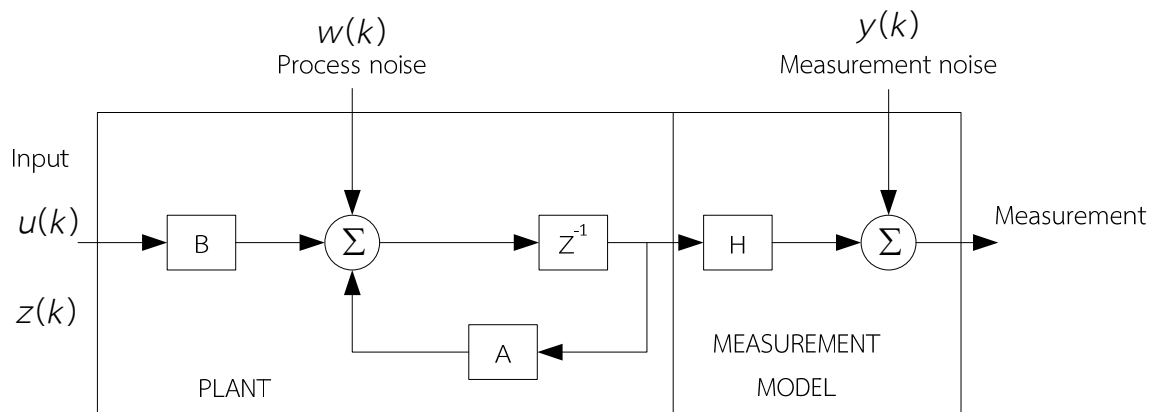 w(k)
Process noise
y(k)
Measurement noise
Input
u(k)
B
Σ
Z^-1
H
Σ
Measurement
z(k)
A
PLANT
MEASUREMENT
MODEL